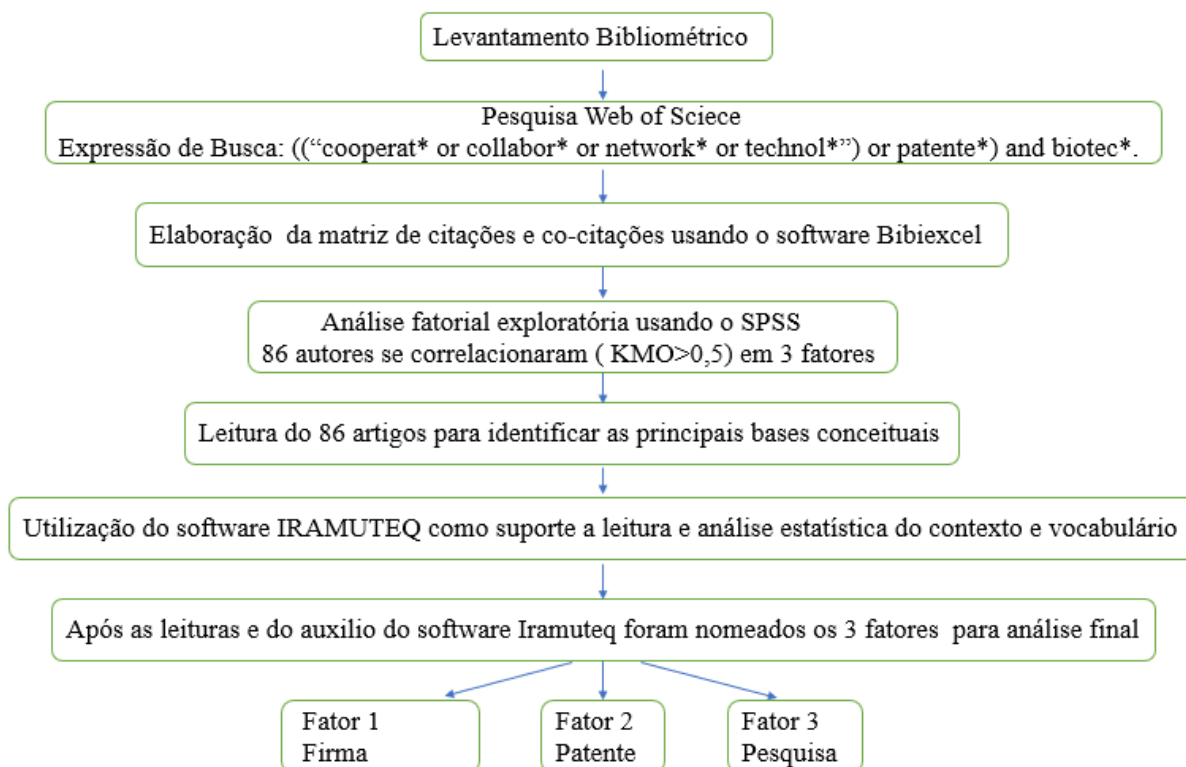 Levantamento Bibliométrico
Pesquisa Web of Sciece
Expressão de Busca: ((“cooperat* or collabor* or network* or technol*”) or patente*) and biotec*.
Elaboração da matriz de citações e co-citações usando o software Bibiexcel
Análise fatorial exploratória usando o SPSS
86 autores se correlacionaram ( KMO>0,5) em 3 fatores
Leitura do 86 artigos para identificar as principais bases conceituais
Utilização do software IRAMUTEQ como suporte a leitura e análise estatística do contexto e vocabulário
Após as leituras e do auxilio do software Iramuteq foram nomeados os 3 fatores para análise final
Fator 1
Firma
Fator 2
Patente
Fator 3
Pesquisa